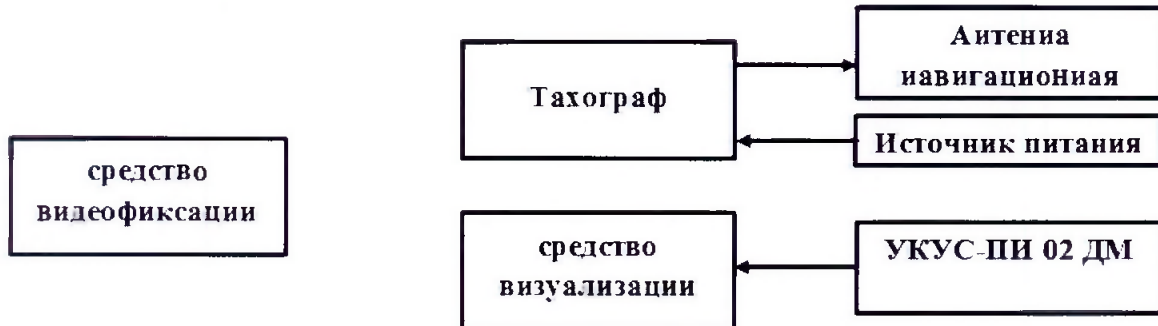 Антенна
навигационная
Тахограф
Источник питания
средство
видеофиксации
средство
визуализации
УКУС-ПИ 02 ДМ